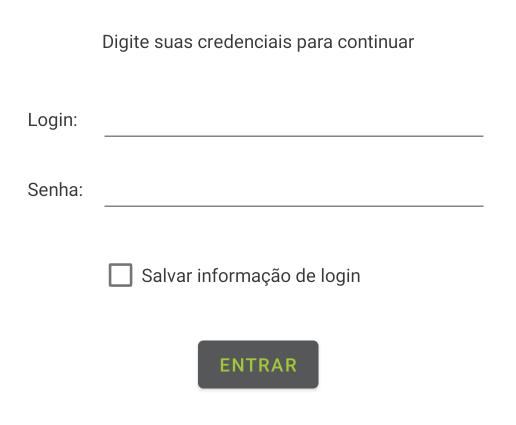 Digite suas credenciais para continuar
Login:
Senha:
Salvar informação de login
ENTRAR